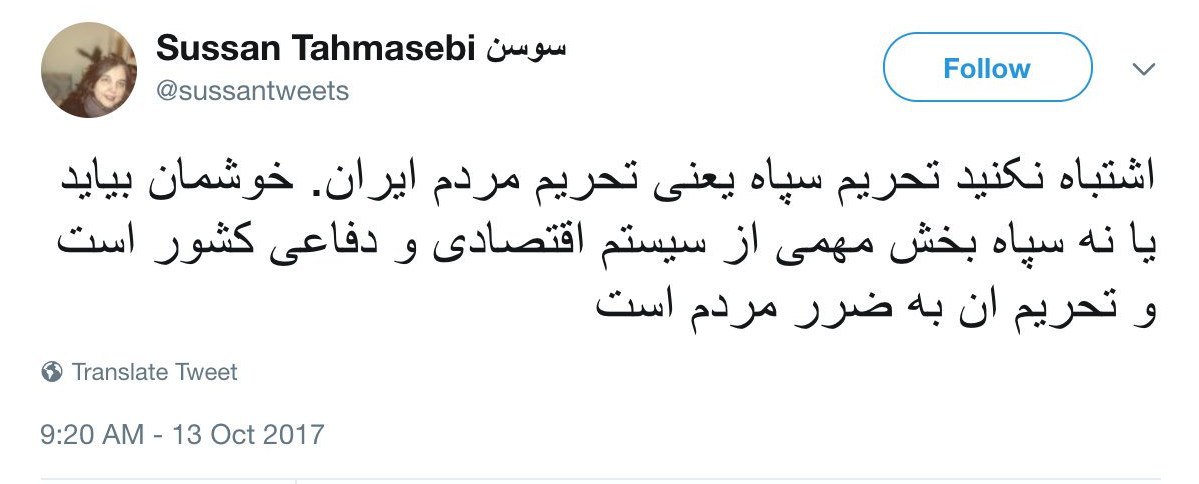 Sussan Tahmasebi سوسن
@sussantweets
Follow
اشتباه نکنید تحریم سپاه یعنی تحریم مردم ایران. خوشمان بیاید
یا نه سپاه بخش مهمی از سیستم اقتصادی و دفاعی کشور است
و تحریم ان به ضرر مردم است
Translate Tweet
9:20 AM - 13 Oct 2017